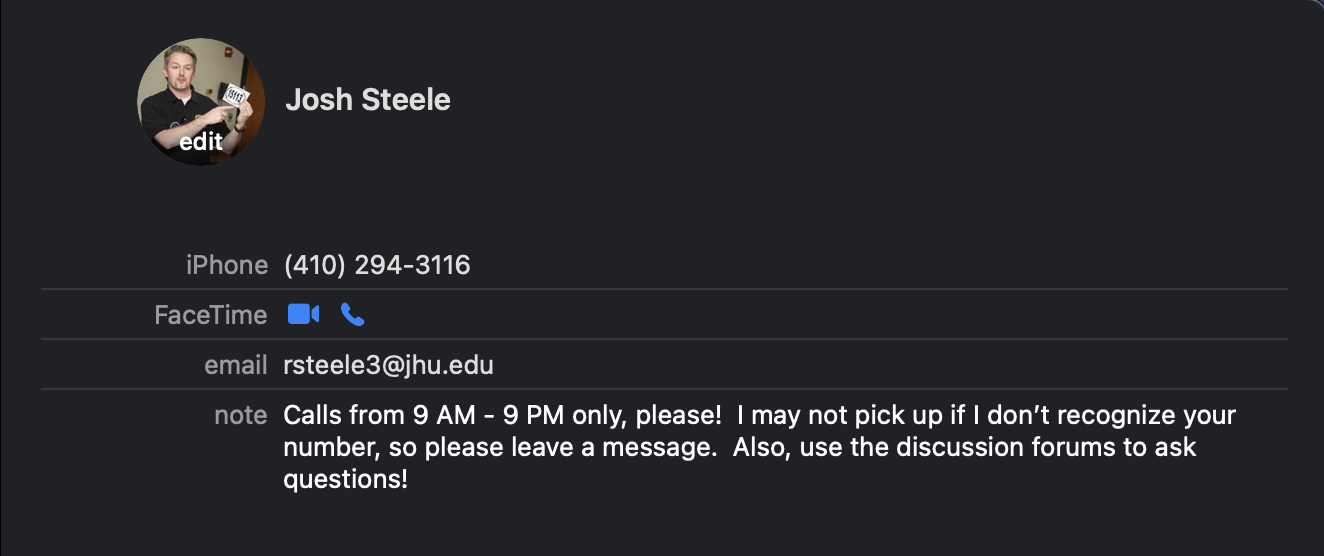 15113
edit
Josh Steele
iPhone (410) 294-3116
FaceTime
email rsteele3@jhu.edu
note Calls from 9 AM - 9 PM only, please!  I may not pick up if I don’t recognize your
number, so please leave a message.  Also, use the discussion forums to ask
questions!